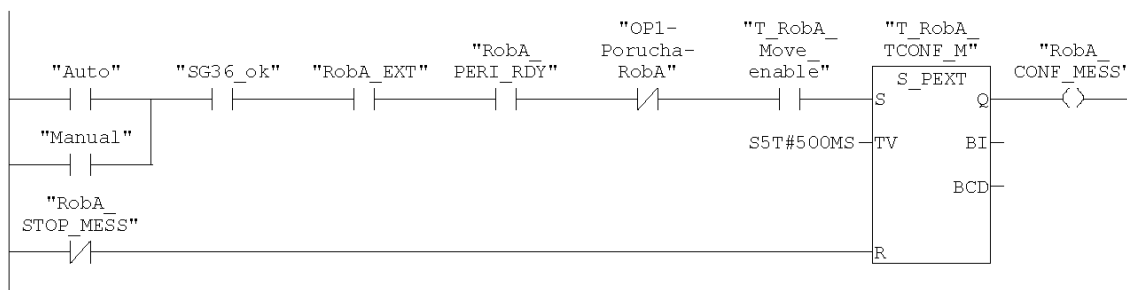 "Auto"
"SG36_ok"
"RobA_EXT"
"RobA_
PERI_RDY"
"OP1-
Porucha-
RobA"
"T_RobA_
Move_
enable"
"T_RobA_
TCONF_M"
"RobA_
CONF_MESS"
S_PEXT
S
Q
"Manual"
S5T#500MS
TV
BI
BCD
"RobA_
STOP_MESS"
R